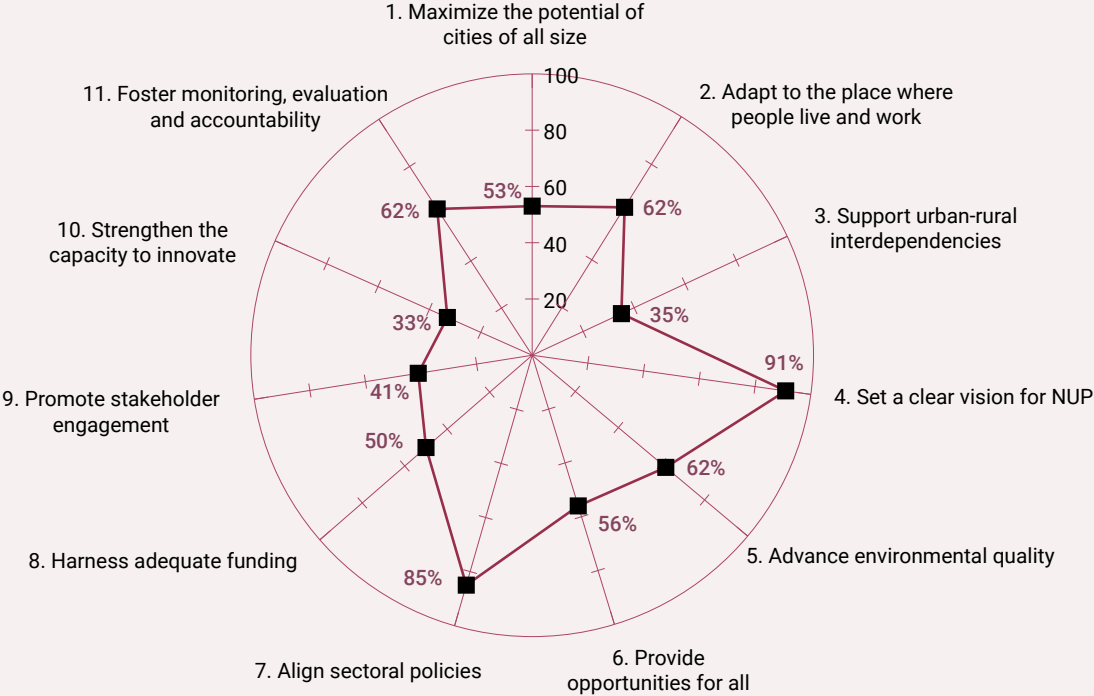 1. Maximize the potential of
cities of all size
100
80
60
40
20
2. Adapt to the place where
people live and work
3. Support urban-rural
interdependencies
4. Set a clear vision for NUP
5. Advance environmental quality
6. Provide
opportunities for all
7. Align sectoral policies
8. Harness adequate funding
9. Promote stakeholder
engagement
10. Strengthen the
capacity to innovate
11. Foster monitoring, evaluation
and accountability
53%
62%
35%
91%
62%
56%
85%
50%
41%
33%
62%